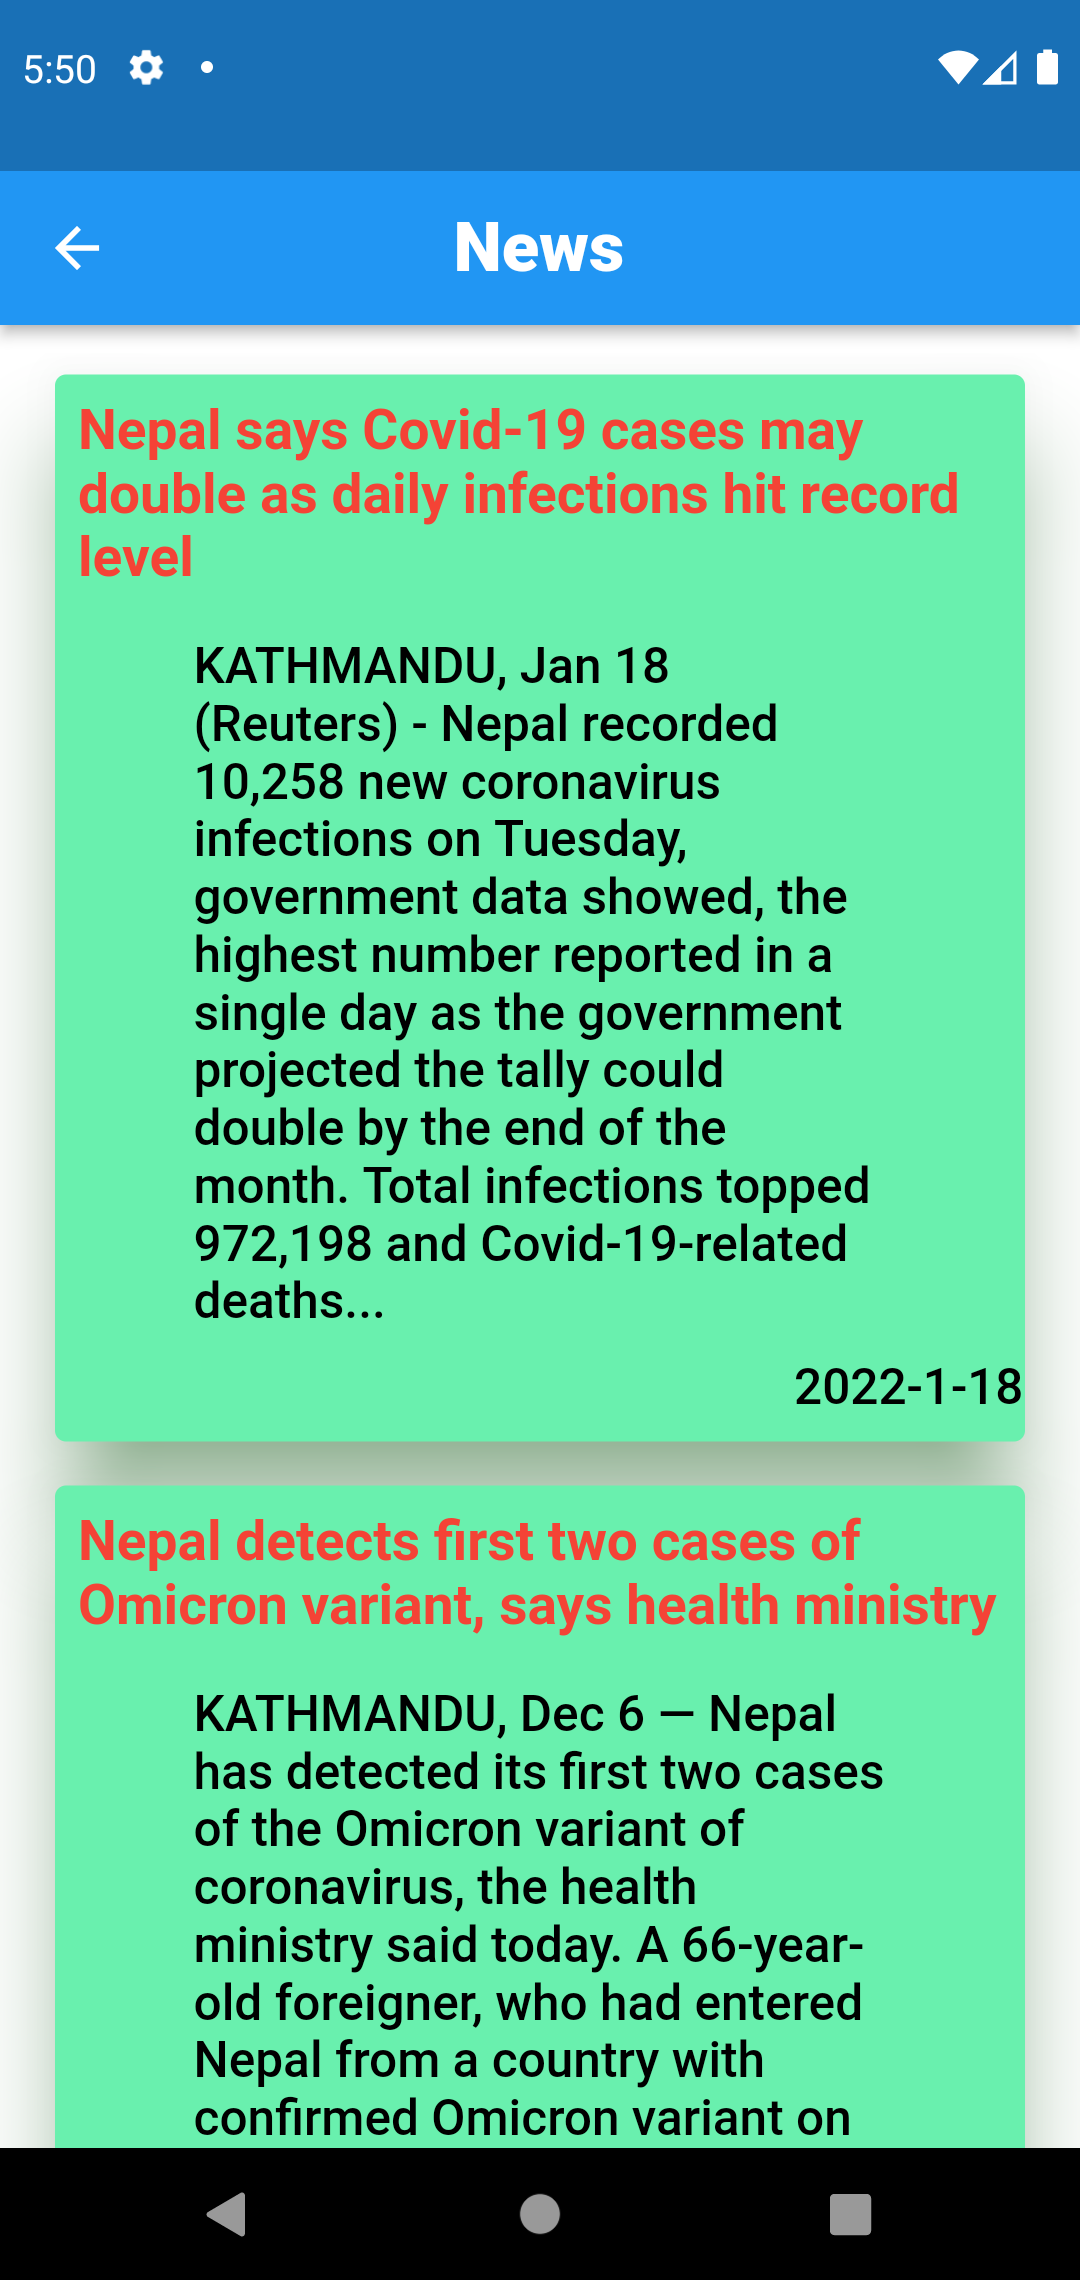 5:50
News
Nepal says Covid-19 cases may
double as daily infections hit record
level
KATHMANDU, Jan 18
(Reuters) - Nepal recorded
10,258 new coronavirus
infections on Tuesday,
government data showed, the
highest number reported in a
single day as the government
projected the tally could
double by the end of the
month. Total infections topped
972,198 and Covid-19-related
deaths...
2022-1-18
Nepal detects first two cases of
Omicron variant, says health ministry
KATHMANDU, Dec 6 — Nepal
has detected its first two cases
of the Omicron variant of
coronavirus, the health
ministry said today. A 66-year-
old foreigner, who had entered
Nepal from a country with
confirmed Omicron variant on